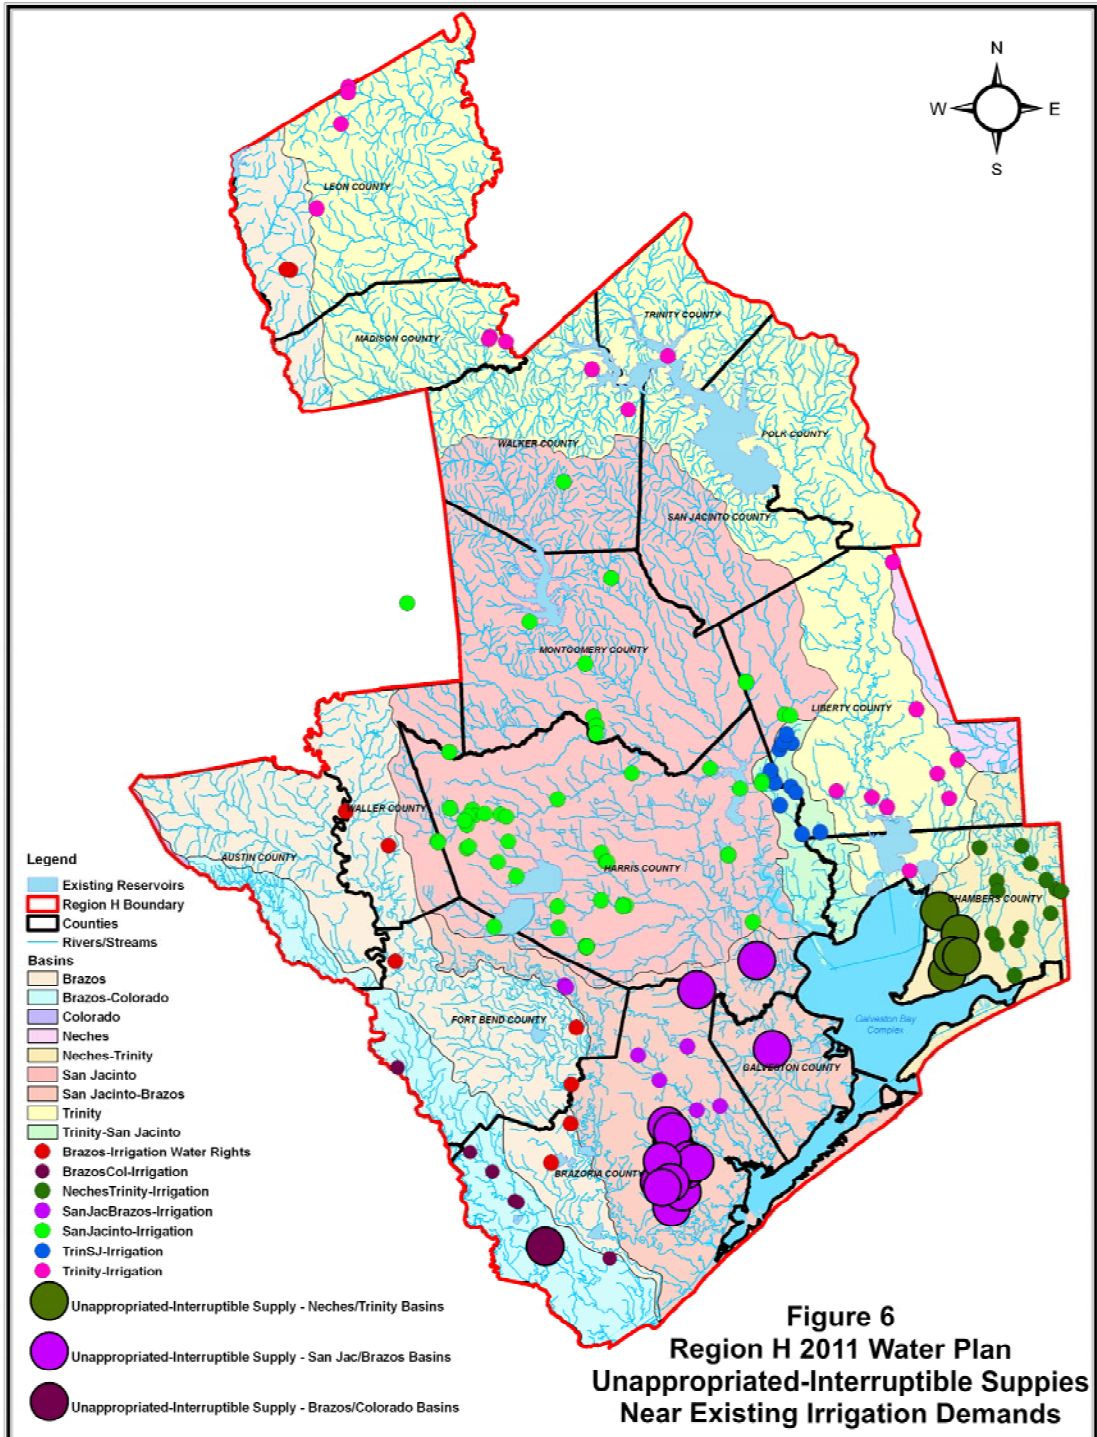 N
W
E
S
LEON COUNTY
MADISON COUNTY
TRINITY COUNTY
WALKER COUNTY
POLK COUNTY
SAN JACINTO COUNTY
MONTGOMERY COUNTY
LIBERTY COUNTY
WALLER COUNTY
AUSTIN COUNTY
HARRIS COUNTY
CHAMBERS COUNTY
FORT BEND COUNTY
Galveston Bay
Complex
GALVESTON COUNTY
BRAZORIA COUNTY
Legend
Existing Reservoirs
Region H Boundary
Counties
Rivers/Streams
Basins
Brazos
Brazos-Colorado
Colorado
Neches
Neches-Trinity
San Jacinto
San Jacinto-Brazos
Trinity
Trinity-San Jacinto
Brazos-Irrigation Water Rights
BrazosCol-Irrigation
NechesTrinity-Irrigation
SanJacBrazos-Irrigation
SanJacinto-Irrigation
TrinSJ-Irrigation
Trinity-Irrigation
Unappropriated-Interruptible Supply - Neches/Trinity Basins
Unappropriated-Interruptible Supply - San Jac/Brazos Basins
Unappropriated-Interruptible Supply - Brazos/Colorado Basins
Figure 6
Region H 2011 Water Plan
Unappropriated-Interruptible Suppies
Near Existing Irrigation Demands